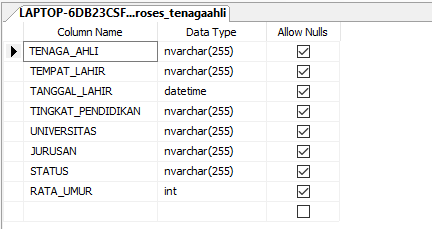 LAPTOP-6DB23CSF...roses_tenagaahli
Column Name Data Type Allow Nulls
TENAGA_AHLI nvarchar(255)
TEMPAT_LAHIR nvarchar(255)
TANGGAL_LAHIR datetime
TINGKAT_PENDIDIKAN nvarchar(255)
UNIVERSITAS nvarchar(255)
JURUSAN nvarchar(255)
STATUS nvarchar(255)
RATA_UMUR int